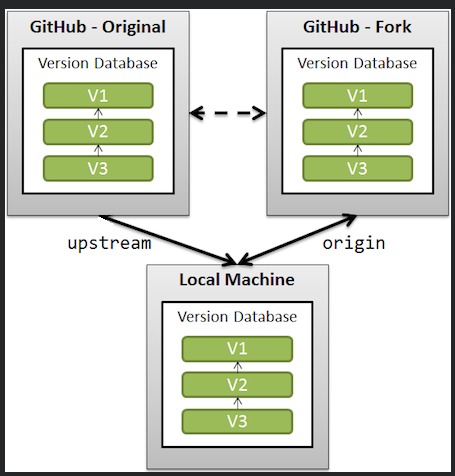 GitHub - Original
Version Database
V1
V2
V3
GitHub - Fork
Version Database
V1
V2
V3
upstream
origin
Local Machine
Version Database
V1
V2
V3